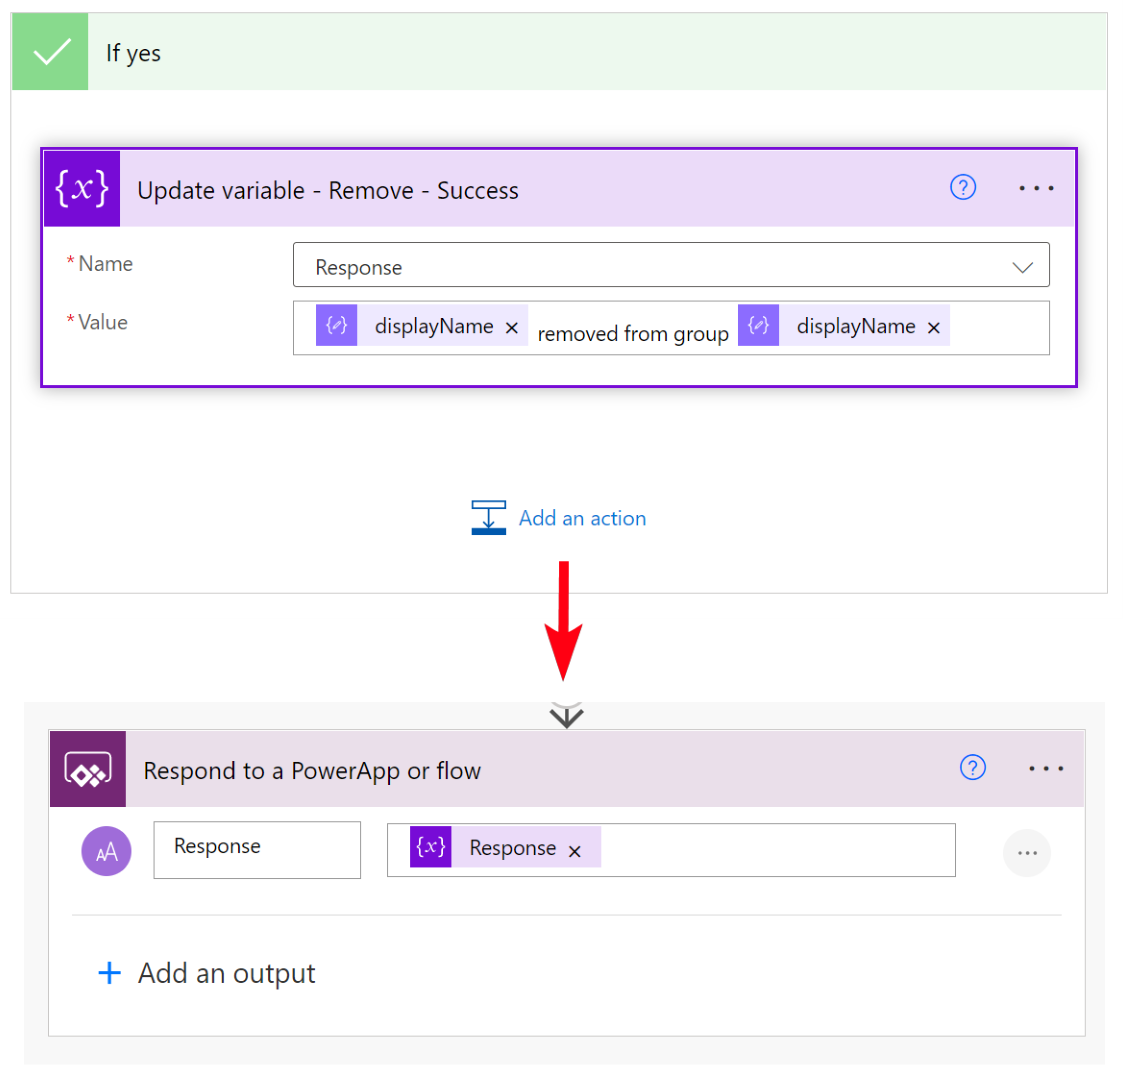 If yes
{x} Update variable - Remove - Success ? ...
* Name Response
* Value displayName × removed from group displayName ×
Add an action
Respond to a PowerApp or flow ? ...
AA Response {x} Response × ...
+ Add an output